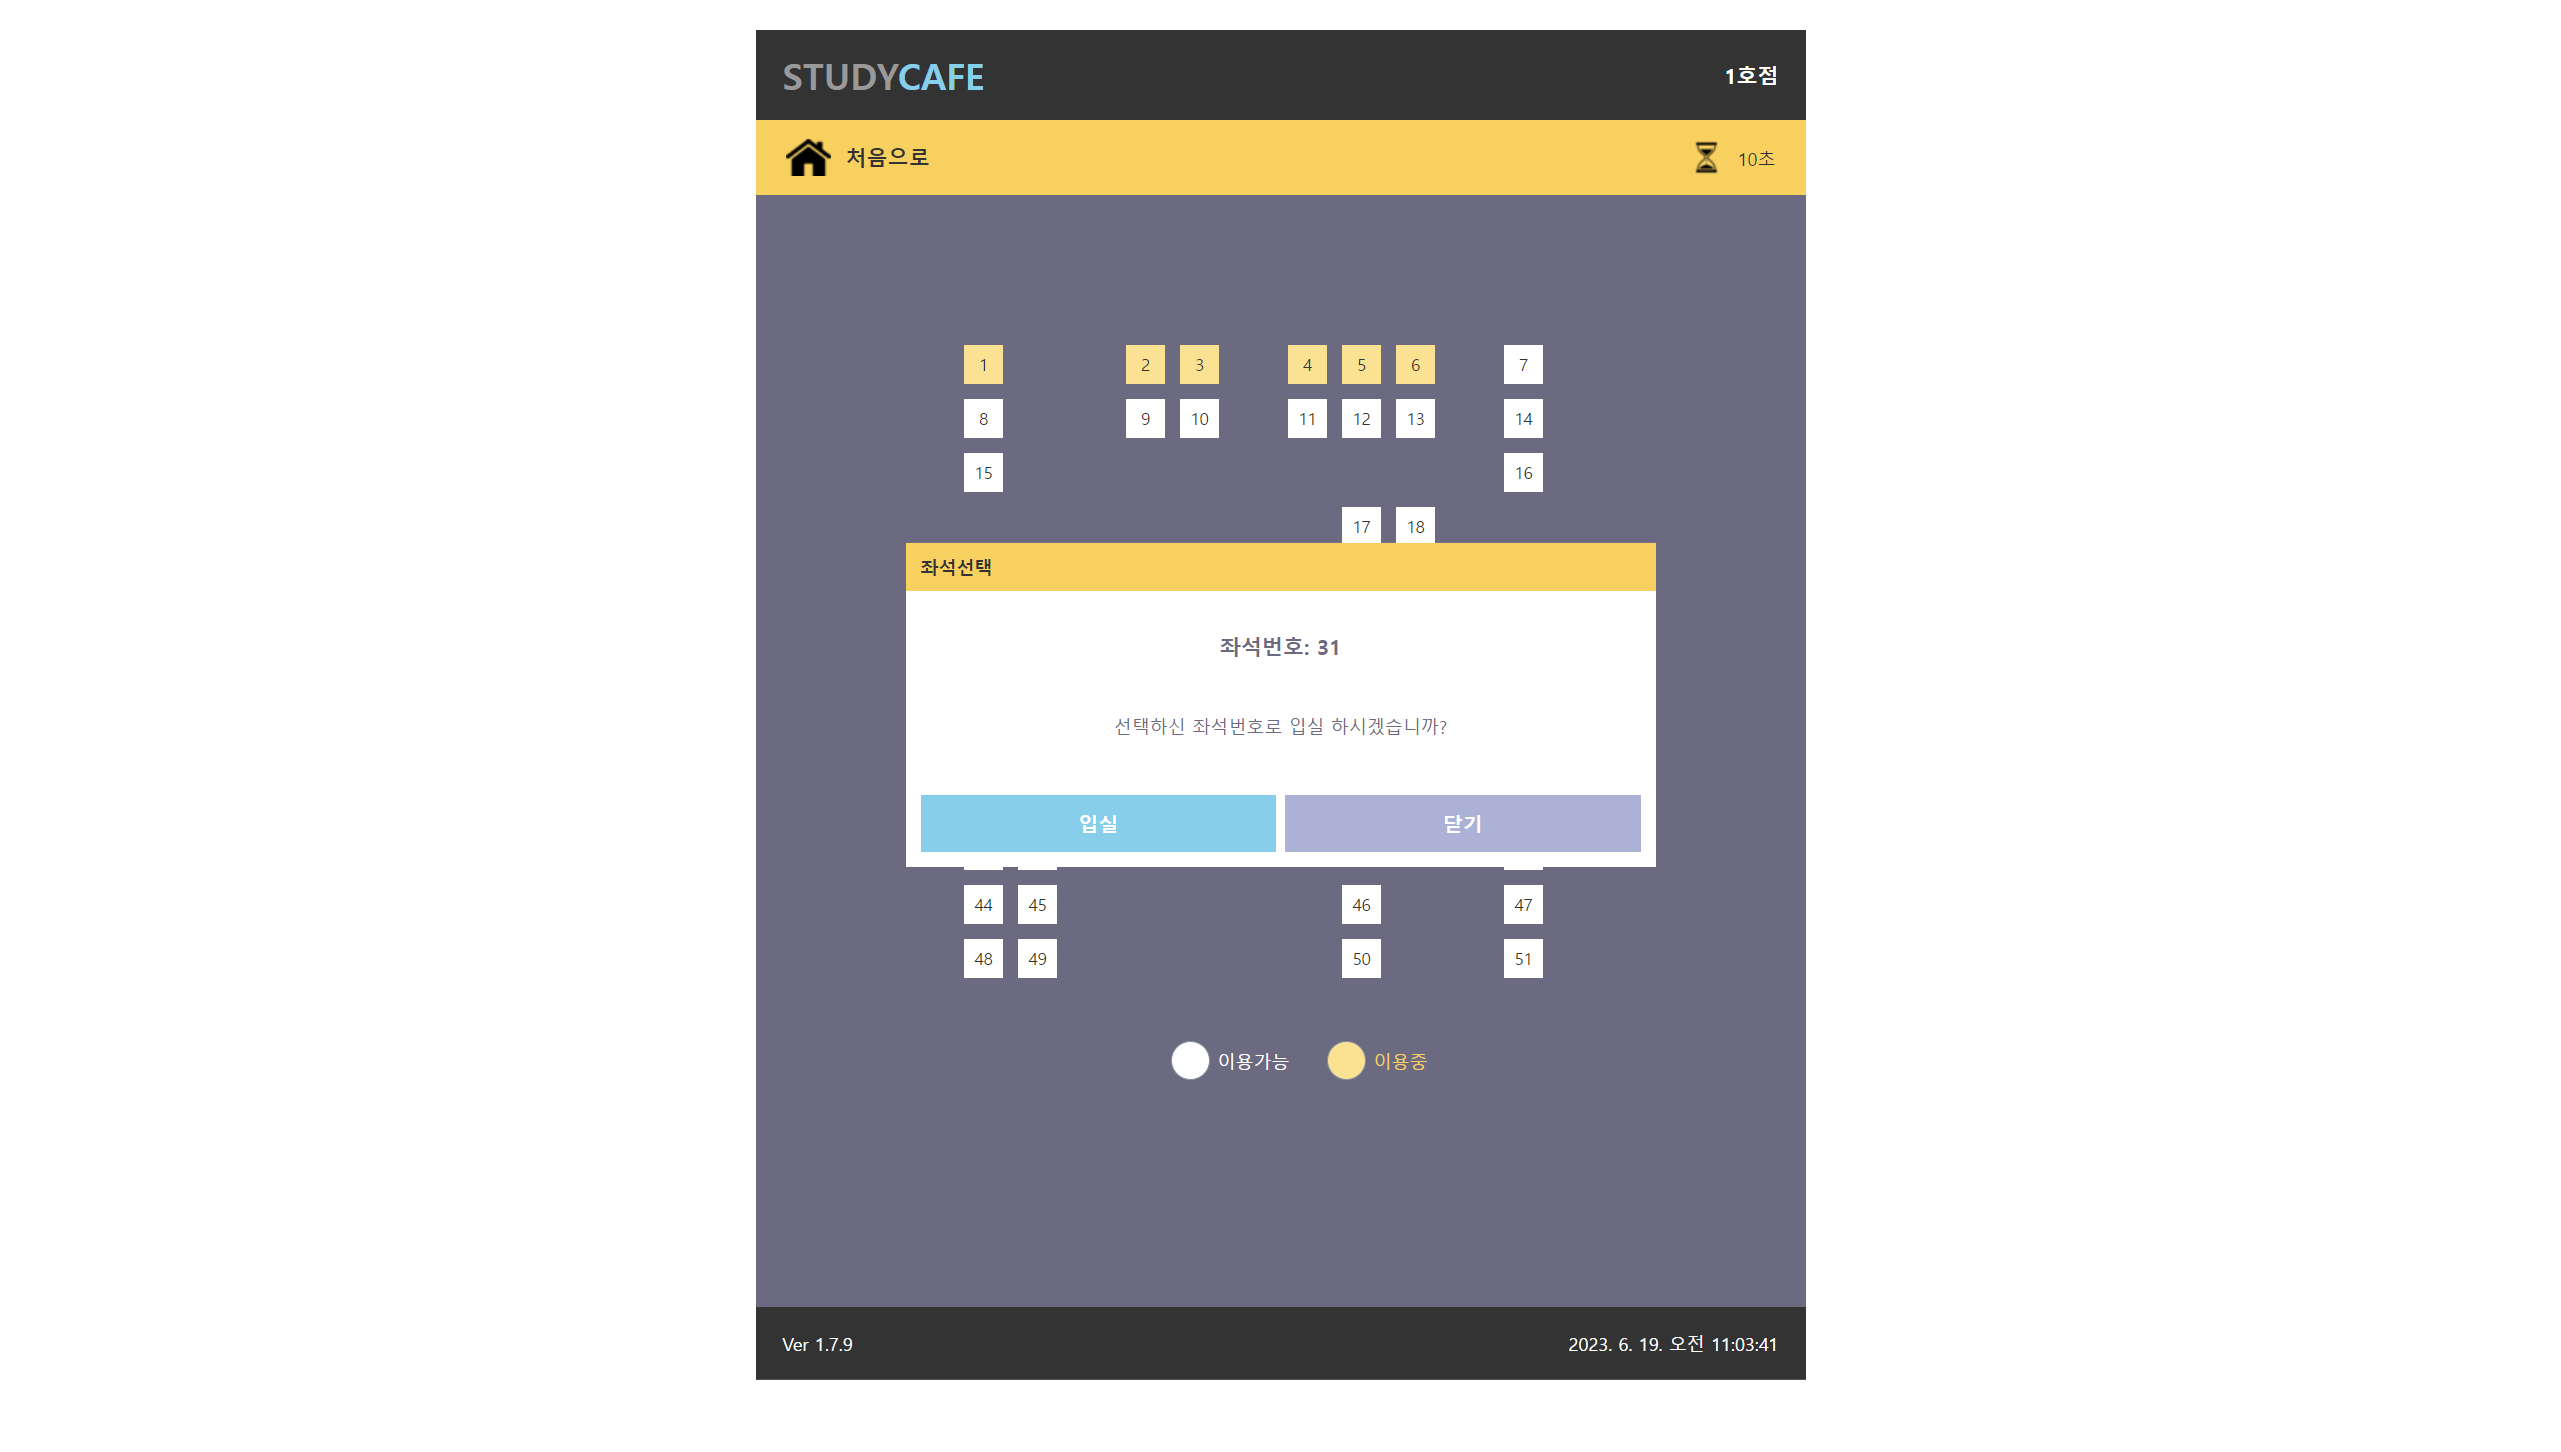 STUDYCAFE
1호점
처음으로
10초
1 2 3 4 5 6 7
8 9 10 11 12 13 14
15 16
17 18
좌석선택
좌석번호: 31
선택하신 좌석번호로 입실 하시겠습니까?
입실 닫기
44 45 46 47
48 49 50 51
이용가능 이용중
Ver 1.7.9
2023. 6. 19. 오전 11:03:41